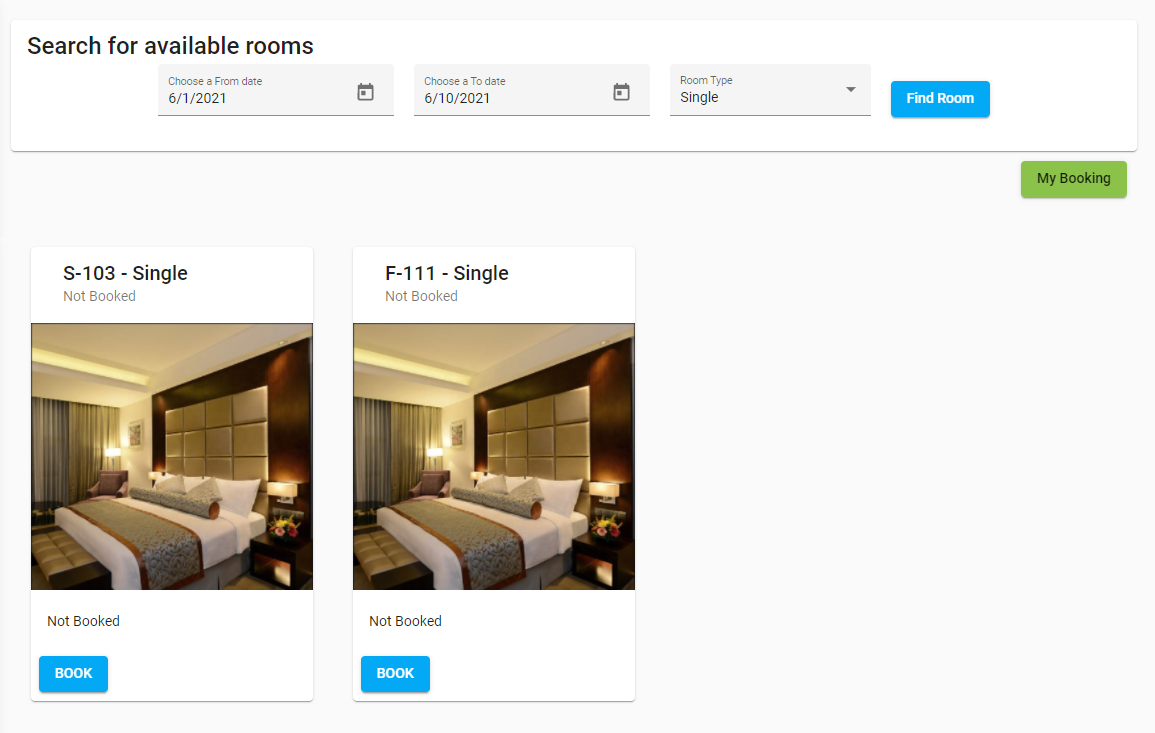 Search for available rooms
Choose a From date
6/1/2021
Choose a To date
6/10/2021
Room Type
Single
Find Room
My Booking
S-103 - Single
Not Booked
Not Booked
BOOK
F-111 - Single
Not Booked
Not Booked
BOOK